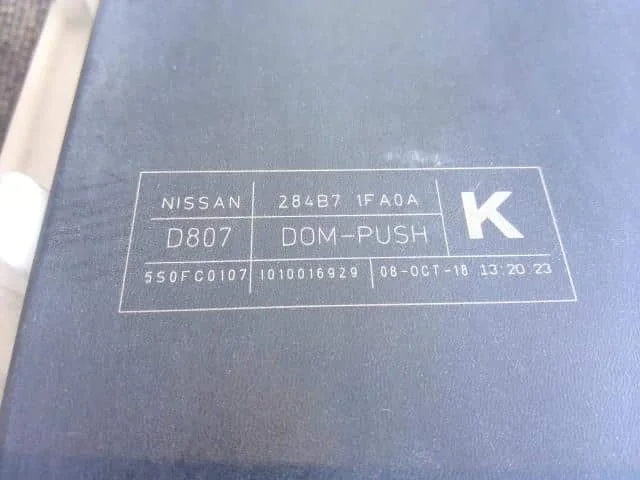 NISSAN 284B7 1FA0A K
D807 DOM-PUSH
5S0FC0107 1010016929 08-OCT-18 13:20 23